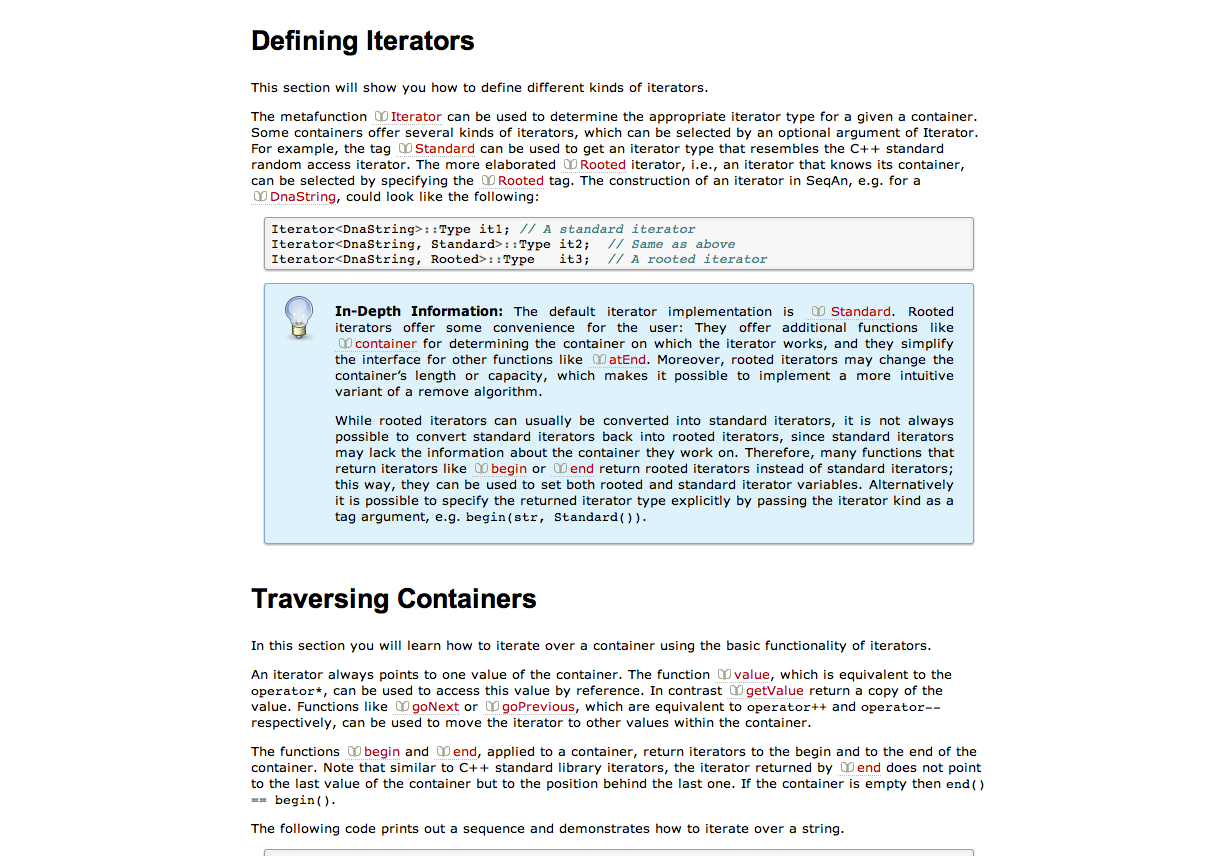 Defining Iterators
This section will show you how to define different kinds of iterators.
The metafunction Iterator can be used to determine the appropriate iterator type for a given a container.
Some containers offer several kinds of iterators, which can be selected by an optional argument of Iterator.
For example, the tag Standard can be used to get an iterator type that resembles the C++ standard
random access iterator. The more elaborated Rooted iterator, i.e., an iterator that knows its container,
can be selected by specifying the Rooted tag. The construction of an iterator in SeqAn, e.g. for a
DnaString, could look like the following:
Iterator<DnaString>::Type it1; // A standard iterator
Iterator<DnaString, Standard>::Type it2;  // Same as above
Iterator<DnaString, Rooted>::Type   it3;  // A rooted iterator
In-Depth Information: The default iterator implementation is Standard. Rooted
iterators offer some convenience for the user: They offer additional functions like
container for determining the container on which the iterator works, and they simplify
the interface for other functions like atEnd. Moreover, rooted iterators may change the
container’s length or capacity, which makes it possible to implement a more intuitive
variant of a remove algorithm.
While rooted iterators can usually be converted into standard iterators, it is not always
possible to convert standard iterators back into rooted iterators, since standard iterators
may lack the information about the container they work on. Therefore, many functions that
return iterators like begin or end return rooted iterators instead of standard iterators;
this way, they can be used to set both rooted and standard iterator variables. Alternatively
it is possible to specify the returned iterator type explicitly by passing the iterator kind as a
tag argument, e.g. begin(str, Standard()).
Traversing Containers
In this section you will learn how to iterate over a container using the basic functionality of iterators.
An iterator always points to one value of the container. The function value, which is equivalent to the
operator*, can be used to access this value by reference. In contrast getValue return a copy of the
value. Functions like goNext or goPrevious, which are equivalent to operator++ and operator--
respectively, can be used to move the iterator to other values within the container.
The functions begin and end, applied to a container, return iterators to the begin and to the end of the
container. Note that similar to C++ standard library iterators, the iterator returned by end does not point
to the last value of the container but to the position behind the last one. If the container is empty then end()
== begin().
The following code prints out a sequence and demonstrates how to iterate over a string.